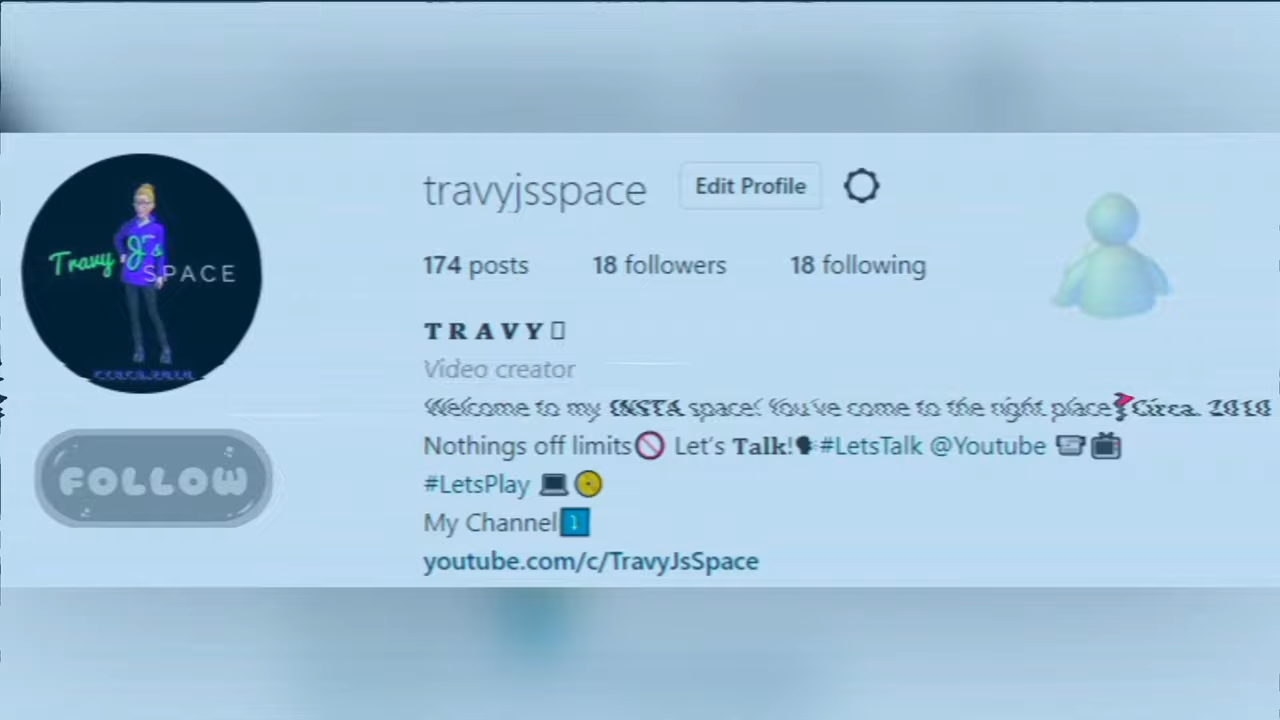 travyjsspace Edit Profile
174 posts 18 followers 18 following
Travy J's
SPACE
TRAVY
Video creator
Welcome to my INSTA space! You've come to the right place Circa. 2010
Nothings off limits🚫 Let's Talk!🗣#LetsTalk @Youtube 📼📺
#LetsPlay 💻📀
My Channel⤵
youtube.com/c/TravyJsSpace
FOLLOW